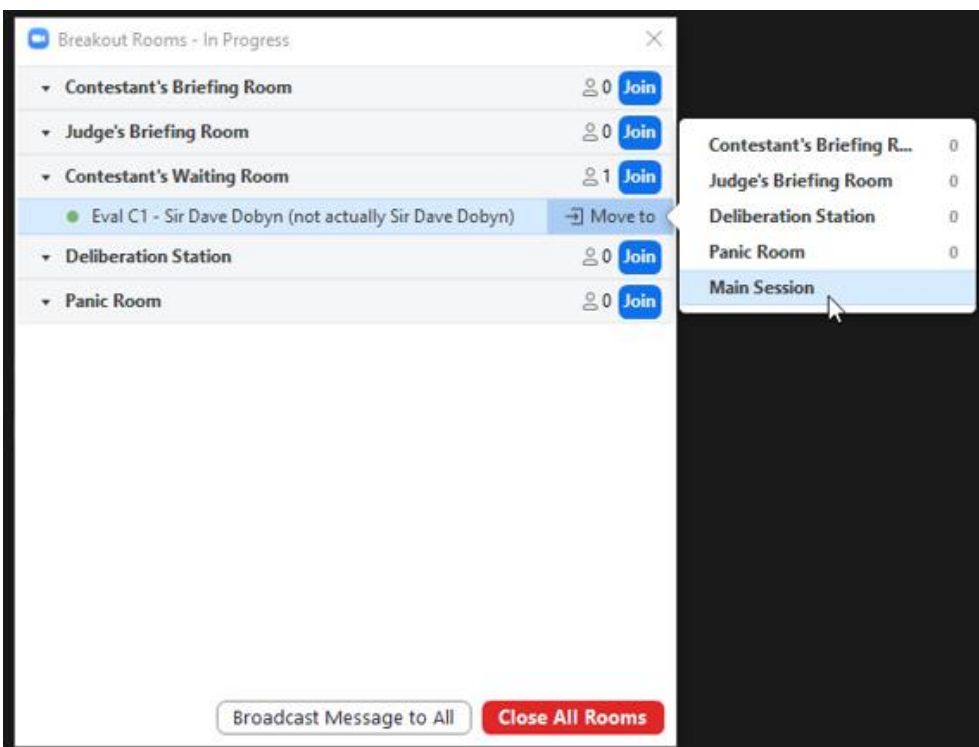 Breakout Rooms - In Progress
Contestant's Briefing Room 0 Join
Judge's Briefing Room 0 Join
Contestant's Waiting Room 1 Join
Eval C1 - Sir Dave Dobyn (not actually Sir Dave Dobyn) Move to
Deliberation Station 0 Join
Panic Room 0 Join
Contestant's Briefing R... 0
Judge's Briefing Room 0
Deliberation Station 0
Panic Room 0
Main Session
Broadcast Message to All Close All Rooms